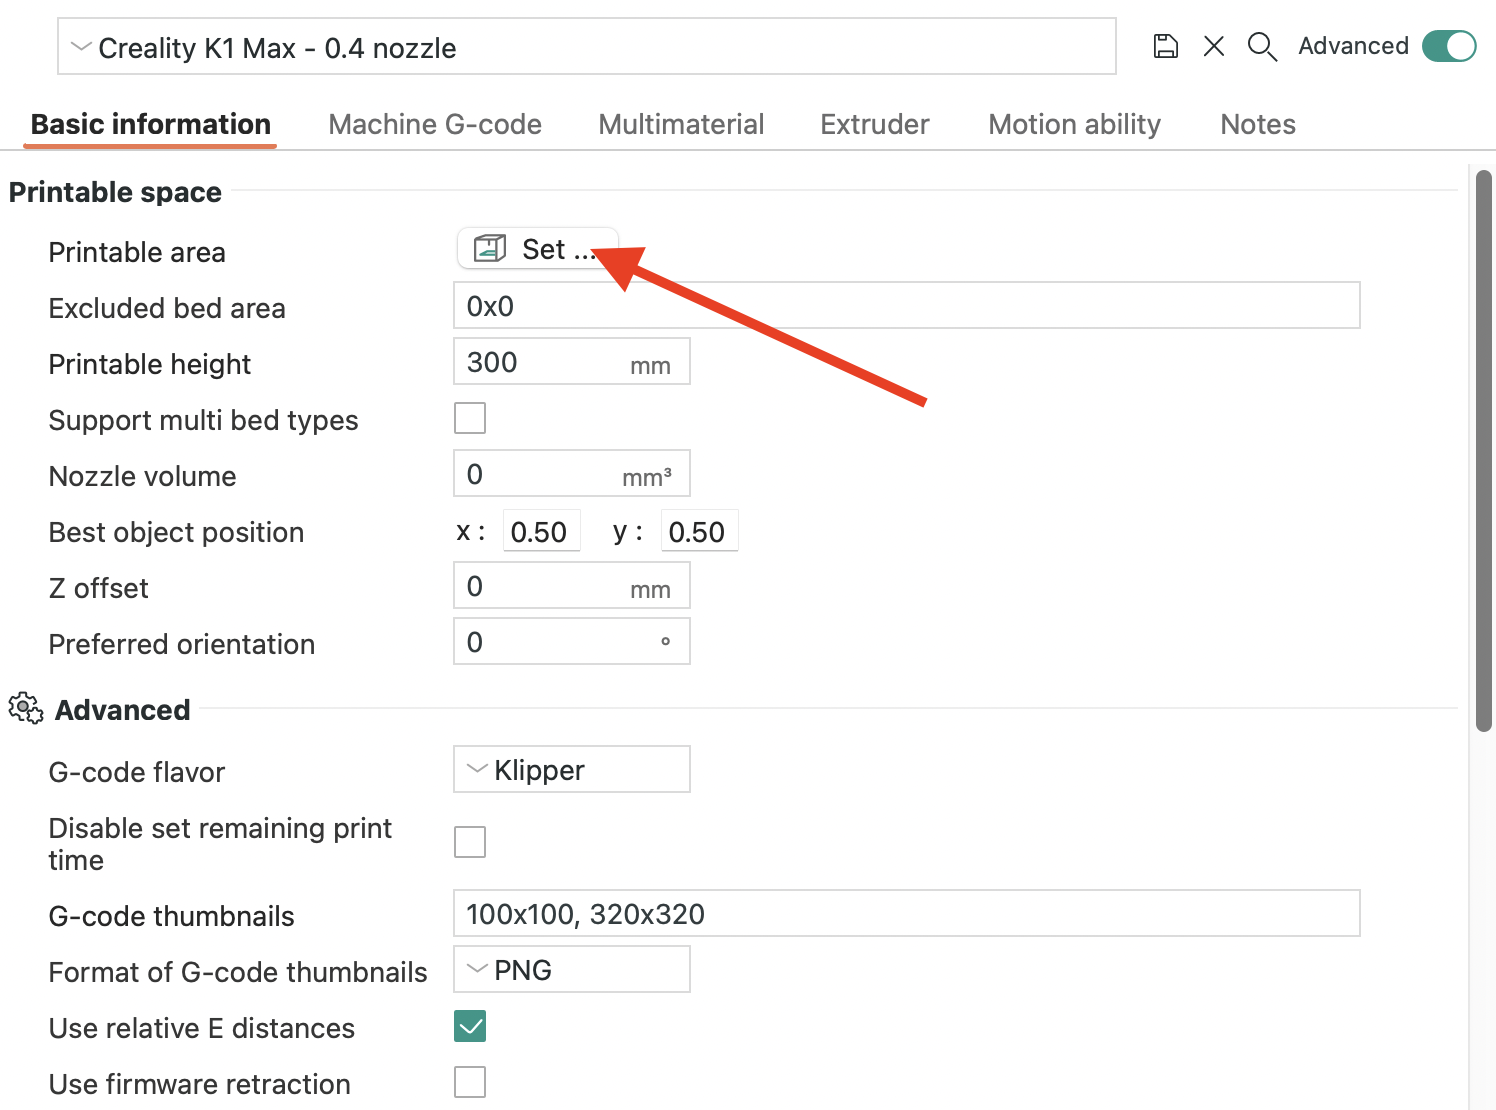 Creality K1 Max - 0.4 nozzle
Advanced
Basic information Machine G-code Multimaterial Extruder Motion ability Notes
Printable space
Printable area Set ...
Excluded bed area 0x0
Printable height 300 mm
Support multi bed types
Nozzle volume 0 mm³
Best object position x : 0.50 y : 0.50
Z offset 0 mm
Preferred orientation 0 °
Advanced
G-code flavor Klipper
Disable set remaining print
time
G-code thumbnails 100x100, 320x320
Format of G-code thumbnails PNG
Use relative E distances
Use firmware retraction